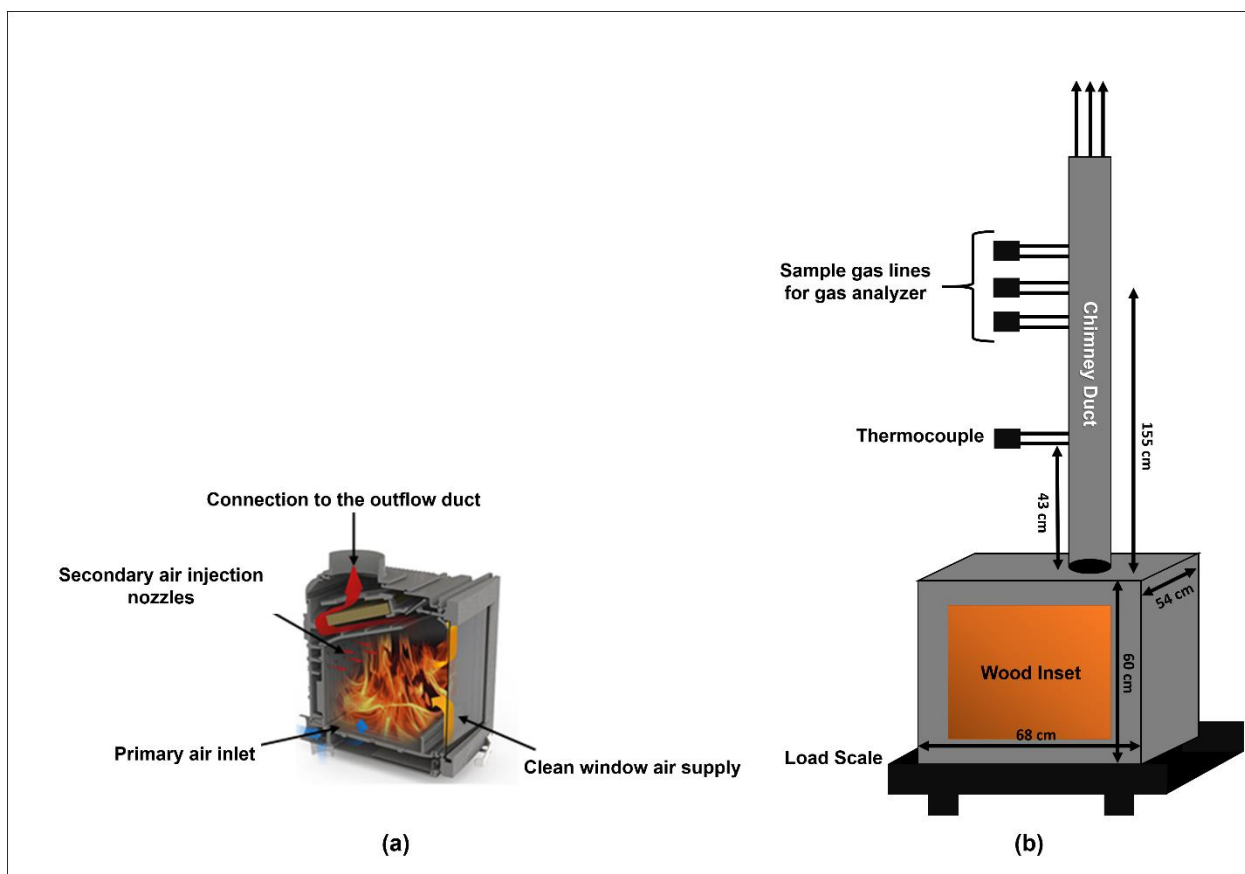 Connection to the outflow duct
Secondary air injection
nozzles
Primary air inlet
Clean window air supply
(a)
Sample gas lines
for gas analyzer
Chimney Duct
Thermocouple
155 cm
43 cm
54 cm
Wood Inset
60 cm
68 cm
Load Scale
(b)